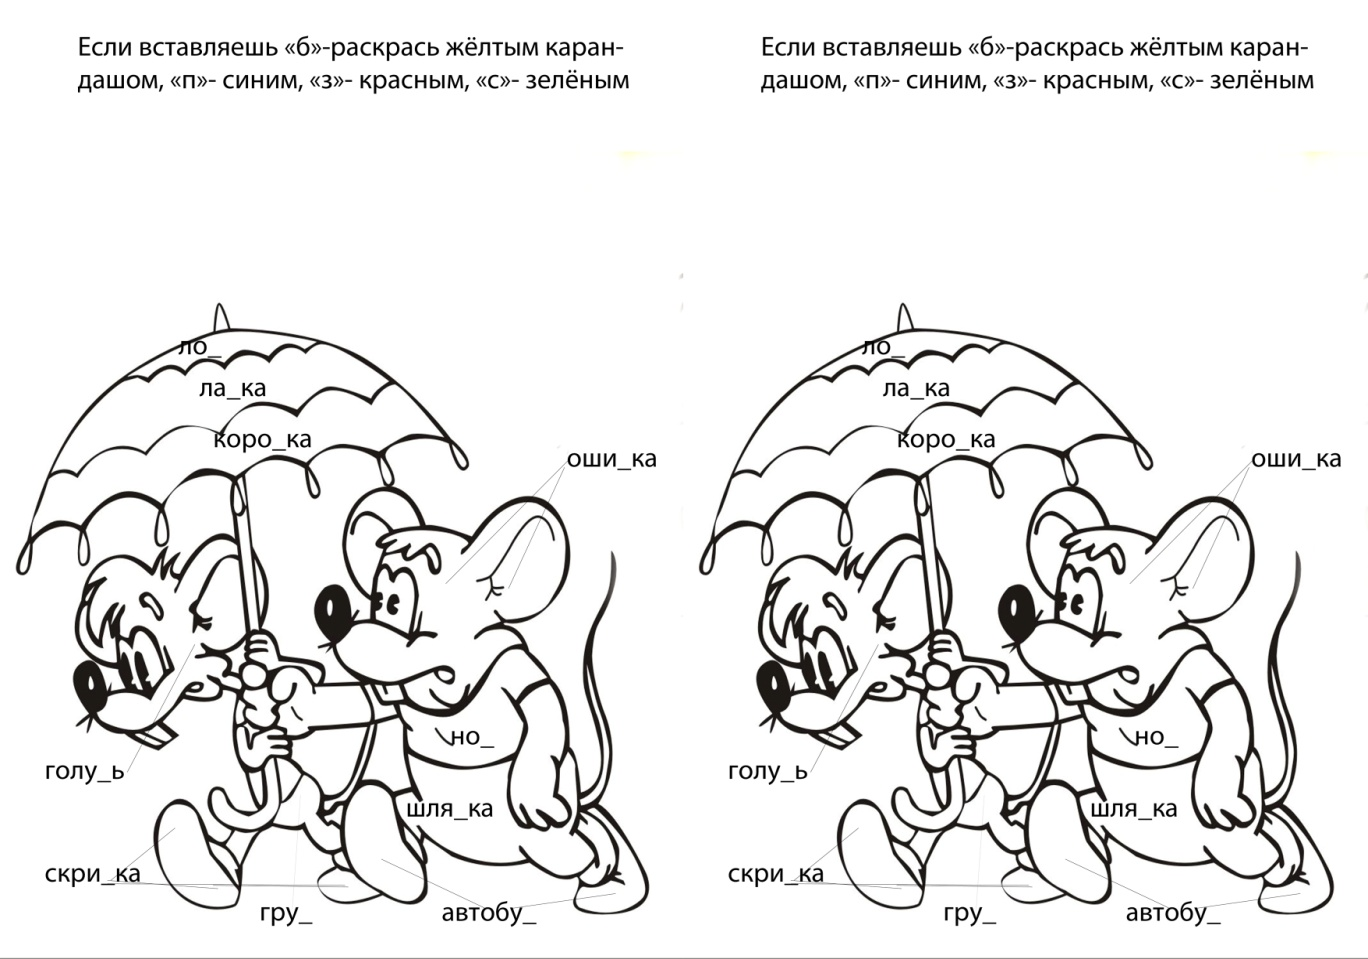 Если вставляешь «б»-раскрась жёлтым каран-
дашом, «п»- синим, «з»- красным, «с»- зелёным
ло_
ла_ка
коро_ка
оши_ка
но_
голу_ь
шля_ка
скри_ка
гру_
автобу_
Если вставляешь «б»-раскрась жёлтым каран-
дашом, «п»- синим, «з»- красным, «с»- зелёным
ло_
ла_ка
коро_ка
оши_ка
но_
голу_ь
шля_ка
скри_ка
гру_
автобу_